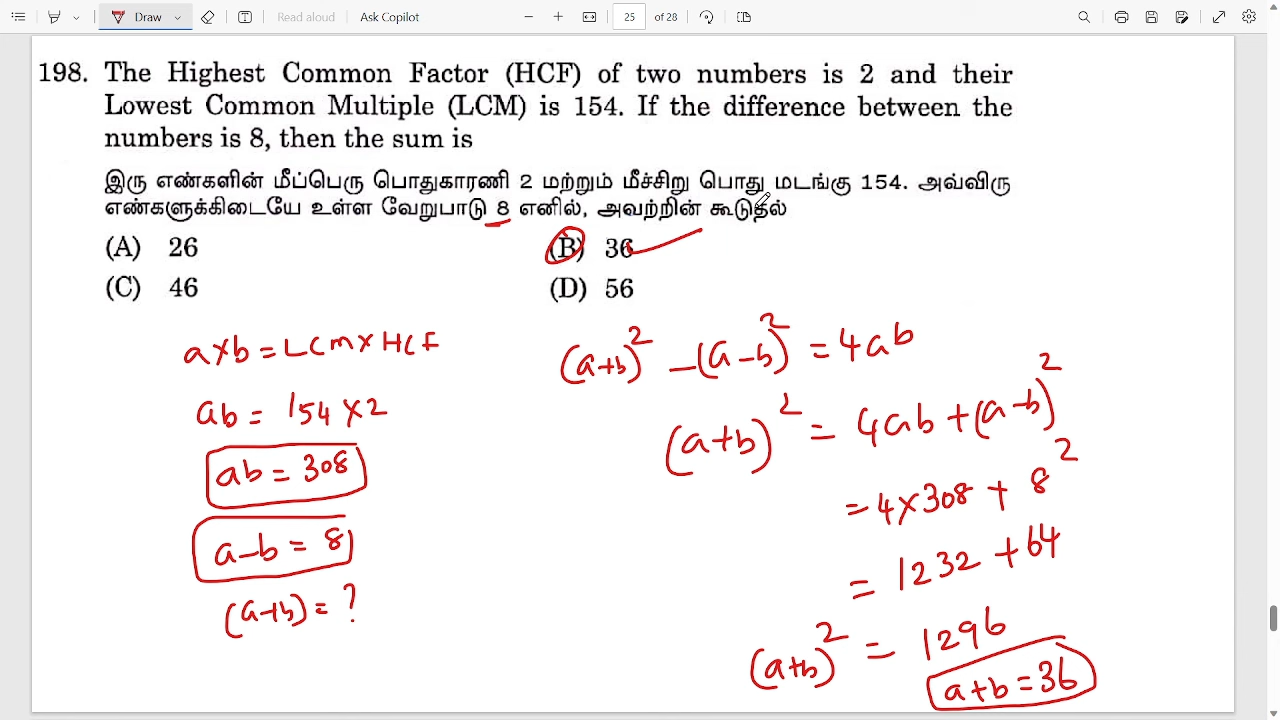 Draw
Read aloud
Ask Copilot
25
of 28
198. The Highest Common Factor (HCF) of two numbers is 2 and their
Lowest Common Multiple (LCM) is 154. If the difference between the
numbers is 8, then the sum is
இரு எண்களின் மீப்பெரு பொதுகாரணி 2 மற்றும் மீச்சிறு பொது மடங்கு 154. அவ்விரு
எண்களுக்கிடையே உள்ள வேறுபாடு 8 எனில், அவற்றின் கூடுதல்
(A) 26
(B) 36
(C) 46
(D) 56
a×b = LCM×HCF
ab = 154×2
ab = 308
a-b = 8
(a+b) = ?
(a+b)² - (a-b)² = 4ab
(a+b)² = 4ab + (a-b)²
= 4×308 + 8²
= 1232 + 64
(a+b)² = 1296
a+b = 36